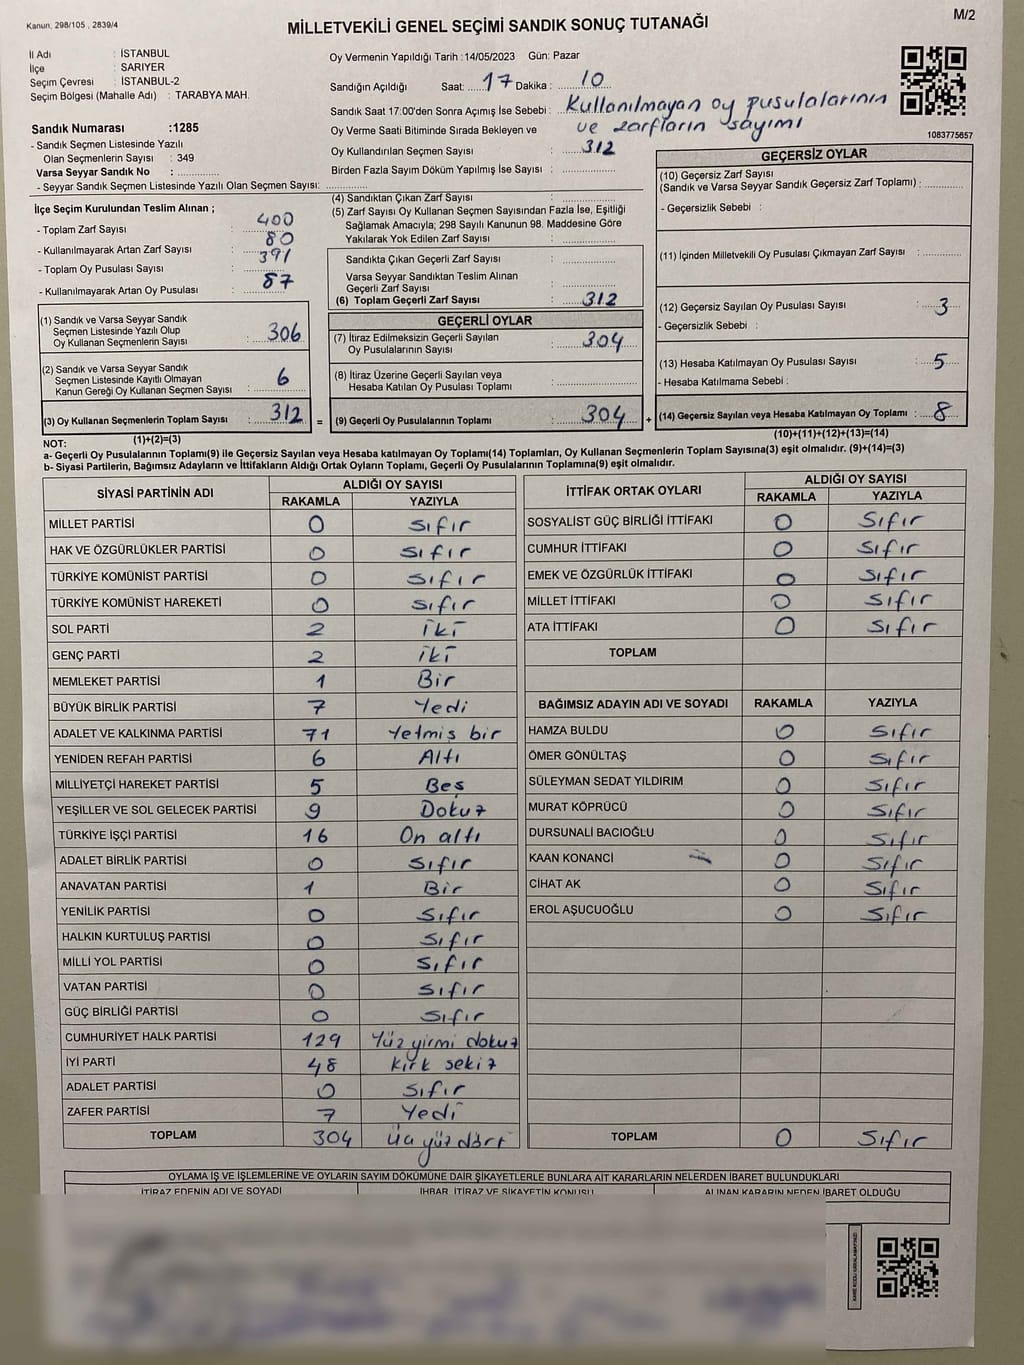 Kanun, 298/105 , 2839/4
MİLLETVEKİLİ GENEL SEÇİMİ SANDIK SONUÇ TUTANAĞI
M/2
İl Adı : İSTANBUL
İlçe : SARIYER
Seçim Çevresi : İSTANBUL-2
Seçim Bölgesi (Mahalle Adı) : TARABYA MAH.
Sandık Numarası :1285
- Sandık Seçmen Listesinde Yazılı
Olan Seçmenlerin Sayısı : 349
Varsa Seyyar Sandık No :
- Seyyar Sandık Seçmen Listesinde Yazılı Olan Seçmen Sayısı:
Oy Vermenin Yapıldığı Tarih :14/05/2023 Gün: Pazar
Sandığın Açıldığı Saat: 17 Dakika : 10
Sandık Saat 17:00'den Sonra Açımış İse Sebebi : Kullanılmayan oy pusulalarının
ve zarfların sayımı
Oy Verme Saati Bitiminde Sırada Bekleyen ve
Oy Kullandırılan Seçmen Sayısı : 312
Birden Fazla Sayım Döküm Yapılmış İse Sayısı :
1083775657
İlçe Seçim Kurulundan Teslim Alınan ;
- Toplam Zarf Sayısı : 400
- Kullanılmayarak Artan Zarf Sayısı : 80
- Toplam Oy Pusulası Sayısı : 391
- Kullanılmayarak Artan Oy Pusulası : 87
(1) Sandık ve Varsa Seyyar Sandık
Seçmen Listesinde Yazılı Olup
Oy Kullanan Seçmenlerin Sayısı : 306
(2) Sandık ve Varsa Seyyar Sandık
Seçmen Listesinde Kayıtlı Olmayan
Kanun Gereği Oy Kullanan Seçmen Sayısı : 6
(3) Oy Kullanan Seçmenlerin Toplam Sayısı : 312 =
(1)+(2)=(3)
(4) Sandıktan Çıkan Zarf Sayısı :
(5) Zarf Sayısı Oy Kullanan Seçmen Sayısından Fazla İse, Eşitliği
Sağlamak Amacıyla; 298 Sayılı Kanunun 98. Maddesine Göre
Yakılarak Yok Edilen Zarf Sayısı :
Sandıkta Çıkan Geçerli Zarf Sayısı :
Varsa Seyyar Sandıktan Teslim Alınan
Geçerli Zarf Sayısı :
(6) Toplam Geçerli Zarf Sayısı : 312
GEÇERLİ OYLAR
(7) İtiraz Edilmeksizin Geçerli Sayılan
Oy Pusulalarının Sayısı : 304
(8) İtiraz Üzerine Geçerli Sayılan veya
Hesaba Katılan Oy Pusulası Toplamı :
(9) Geçerli Oy Pusulalarının Toplamı : 304 +
GEÇERSİZ OYLAR
(10) Geçersiz Zarf Sayısı
(Sandık ve Varsa Seyyar Sandık Geçersiz Zarf Toplamı) :
- Geçersizlik Sebebi :
(11) İçinden Milletvekili Oy Pusulası Çıkmayan Zarf Sayısı :
(12) Geçersiz Sayılan Oy Pusulası Sayısı : 3
- Geçersizlik Sebebi :
(13) Hesaba Katılmayan Oy Pusulası Sayısı : 5
- Hesaba Katılmama Sebebi :
(14) Geçersiz Sayılan veya Hesaba Katılmayan Oy Toplamı : 8
(10)+(11)+(12)+(13)=(14)
NOT:
a- Geçerli Oy Pusulalarının Toplamı(9) ile Geçersiz Sayılan veya Hesaba katılmayan Oy Toplamı(14) Toplamları, Oy Kullanan Seçmenlerin Toplam Sayısına(3) eşit olmalıdır. (9)+(14)=(3)
b- Siyasi Partilerin, Bağımsız Adayların ve İttifakların Aldığı Ortak Oyların Toplamı, Geçerli Oy Pusulalarının Toplamına(9) eşit olmalıdır.
SİYASİ PARTİNİN ADI ALDIĞI OY SAYISI
RAKAMLA YAZIYLA
MİLLET PARTİSİ 0 Sıfır
HAK VE ÖZGÜRLÜKLER PARTİSİ 0 Sıfır
TÜRKİYE KOMÜNİST PARTİSİ 0 Sıfır
TÜRKİYE KOMÜNİST HAREKETİ 0 Sıfır
SOL PARTİ 2 İki
GENÇ PARTİ 2 İki
MEMLEKET PARTİSİ 1 Bir
BÜYÜK BİRLİK PARTİSİ 7 Yedi
ADALET VE KALKINMA PARTİSİ 71 Yetmis bir
YENİDEN REFAH PARTİSİ 6 Altı
MİLLİYETÇİ HAREKET PARTİSİ 5 Beş
YEŞİLLER VE SOL GELECEK PARTİSİ 9 Dokuz
TÜRKİYE İŞÇİ PARTİSİ 16 On altı
ADALET BİRLİK PARTİSİ 0 Sıfır
ANAVATAN PARTİSİ 1 Bir
YENİLİK PARTİSİ 0 Sıfır
HALKIN KURTULUŞ PARTİSİ 0 Sıfır
MİLLİ YOL PARTİSİ 0 Sıfır
VATAN PARTİSİ 0 Sıfır
GÜÇ BİRLİĞİ PARTİSİ 0 Sıfır
CUMHURİYET HALK PARTİSİ 129 Yüz yirmi dokuz
İYİ PARTİ 48 Kırk sekiz
ADALET PARTİSİ 0 Sıfır
ZAFER PARTİSİ 7 Yedi
TOPLAM 304 Üç yüz dört
İTTİFAK ORTAK OYLARI ALDIĞI OY SAYISI
RAKAMLA YAZIYLA
SOSYALİST GÜÇ BİRLİĞİ İTTİFAKI 0 Sıfır
CUMHUR İTTİFAKI 0 Sıfır
EMEK VE ÖZGÜRLÜK İTTİFAKI 0 Sıfır
MİLLET İTTİFAKI 0 Sıfır
ATA İTTİFAKI 0 Sıfır
TOPLAM
BAĞIMSIZ ADAYIN ADI VE SOYADI RAKAMLA YAZIYLA
HAMZA BULDU 0 Sıfır
ÖMER GÖNÜLTAŞ 0 Sıfır
SÜLEYMAN SEDAT YILDIRIM 0 Sıfır
MURAT KÖPRÜCÜ 0 Sıfır
DURSUNALİ BACIOĞLU 0 Sıfır
KAAN KONANCİ 0 Sıfır
CİHAT AK 0 Sıfır
EROL AŞUCUOĞLU 0 Sıfır
TOPLAM 0 Sıfır
OYLAMA İŞ VE İŞLEMLERİNE VE OYLARIN SAYIM DÖKÜMÜNE DAİR ŞİKAYETLERLE BUNLARA AİT KARARLARIN NELERDEN İBARET BULUNDUKLARI
İTİRAZ EDENİN ADI VE SOYADI İHBAR, İTİRAZ VE ŞİKAYETİN KONUSU ALINAN KARARIN NEDEN İBARET OLDUĞU